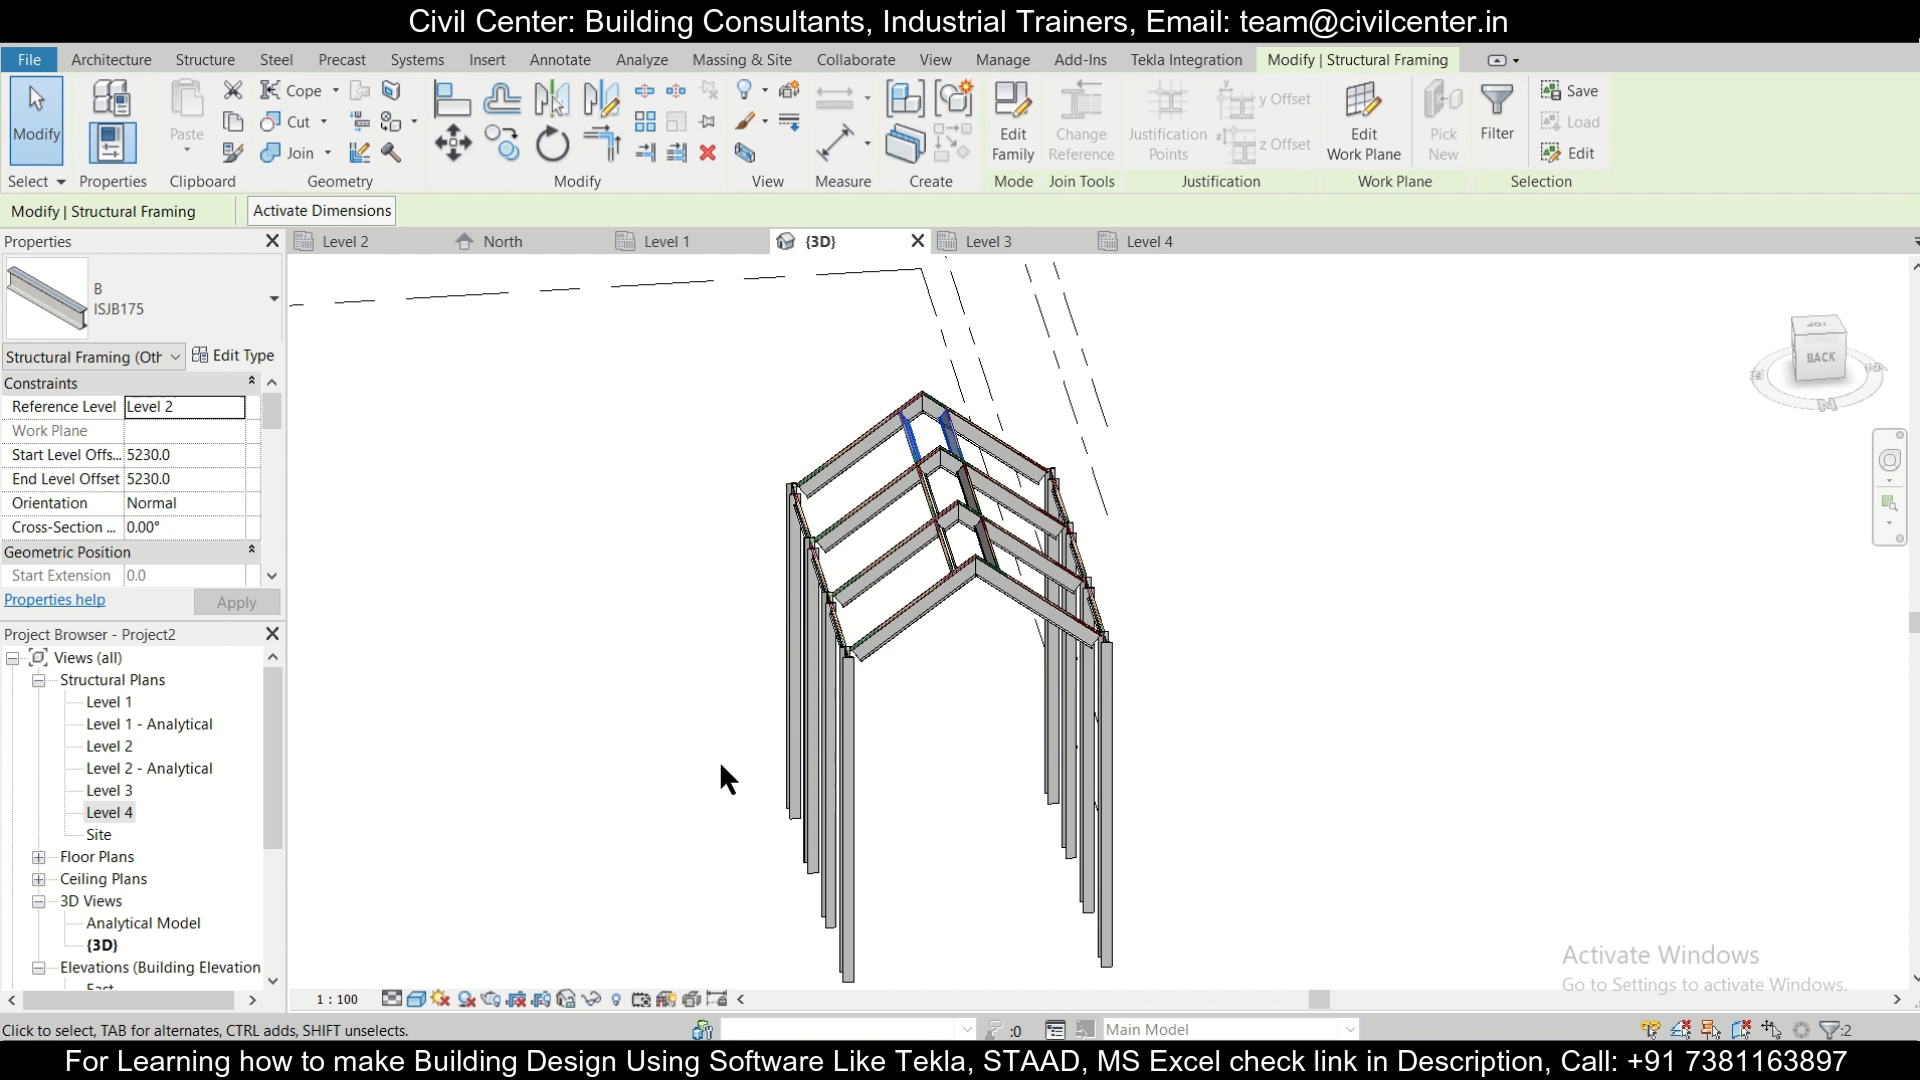 Civil Center: Building Consultants, Industrial Trainers, Email: team@civilcenter.in
File Architecture Structure Steel Precast Systems Insert Annotate Analyze Massing & Site Collaborate View Manage Add-Ins Tekla Integration Modify | Structural Framing
Modify Paste Cope Cut Join Edit Family Change Reference Justification Points y Offset z Offset Edit Work Plane Pick New Filter Save Load Edit
Select Properties Clipboard Geometry Modify View Measure Create Mode Join Tools Justification Work Plane Selection
Modify | Structural Framing Activate Dimensions
Properties
Level 2 North Level 1 {3D} Level 3 Level 4
B
ISJB175
Structural Framing (Oth Edit Type
Constraints
Reference Level Level 2
Work Plane
Start Level Offs... 5230.0
End Level Offset 5230.0
Orientation Normal
Cross-Section ... 0.00°
Geometric Position
Start Extension 0.0
Properties help Apply
Project Browser - Project2
Views (all)
Structural Plans
Level 1
Level 1 - Analytical
Level 2
Level 2 - Analytical
Level 3
Level 4
Site
Floor Plans
Ceiling Plans
3D Views
Analytical Model
{3D}
Elevations (Building Elevation
East
TOP
BACK
N
Activate Windows
Go to Settings to activate Windows.
1 : 100
Click to select, TAB for alternates, CTRL adds, SHIFT unselects. :0 Main Model :2
For Learning how to make Building Design Using Software Like Tekla, STAAD, MS Excel check link in Description, Call: +91 7381163897